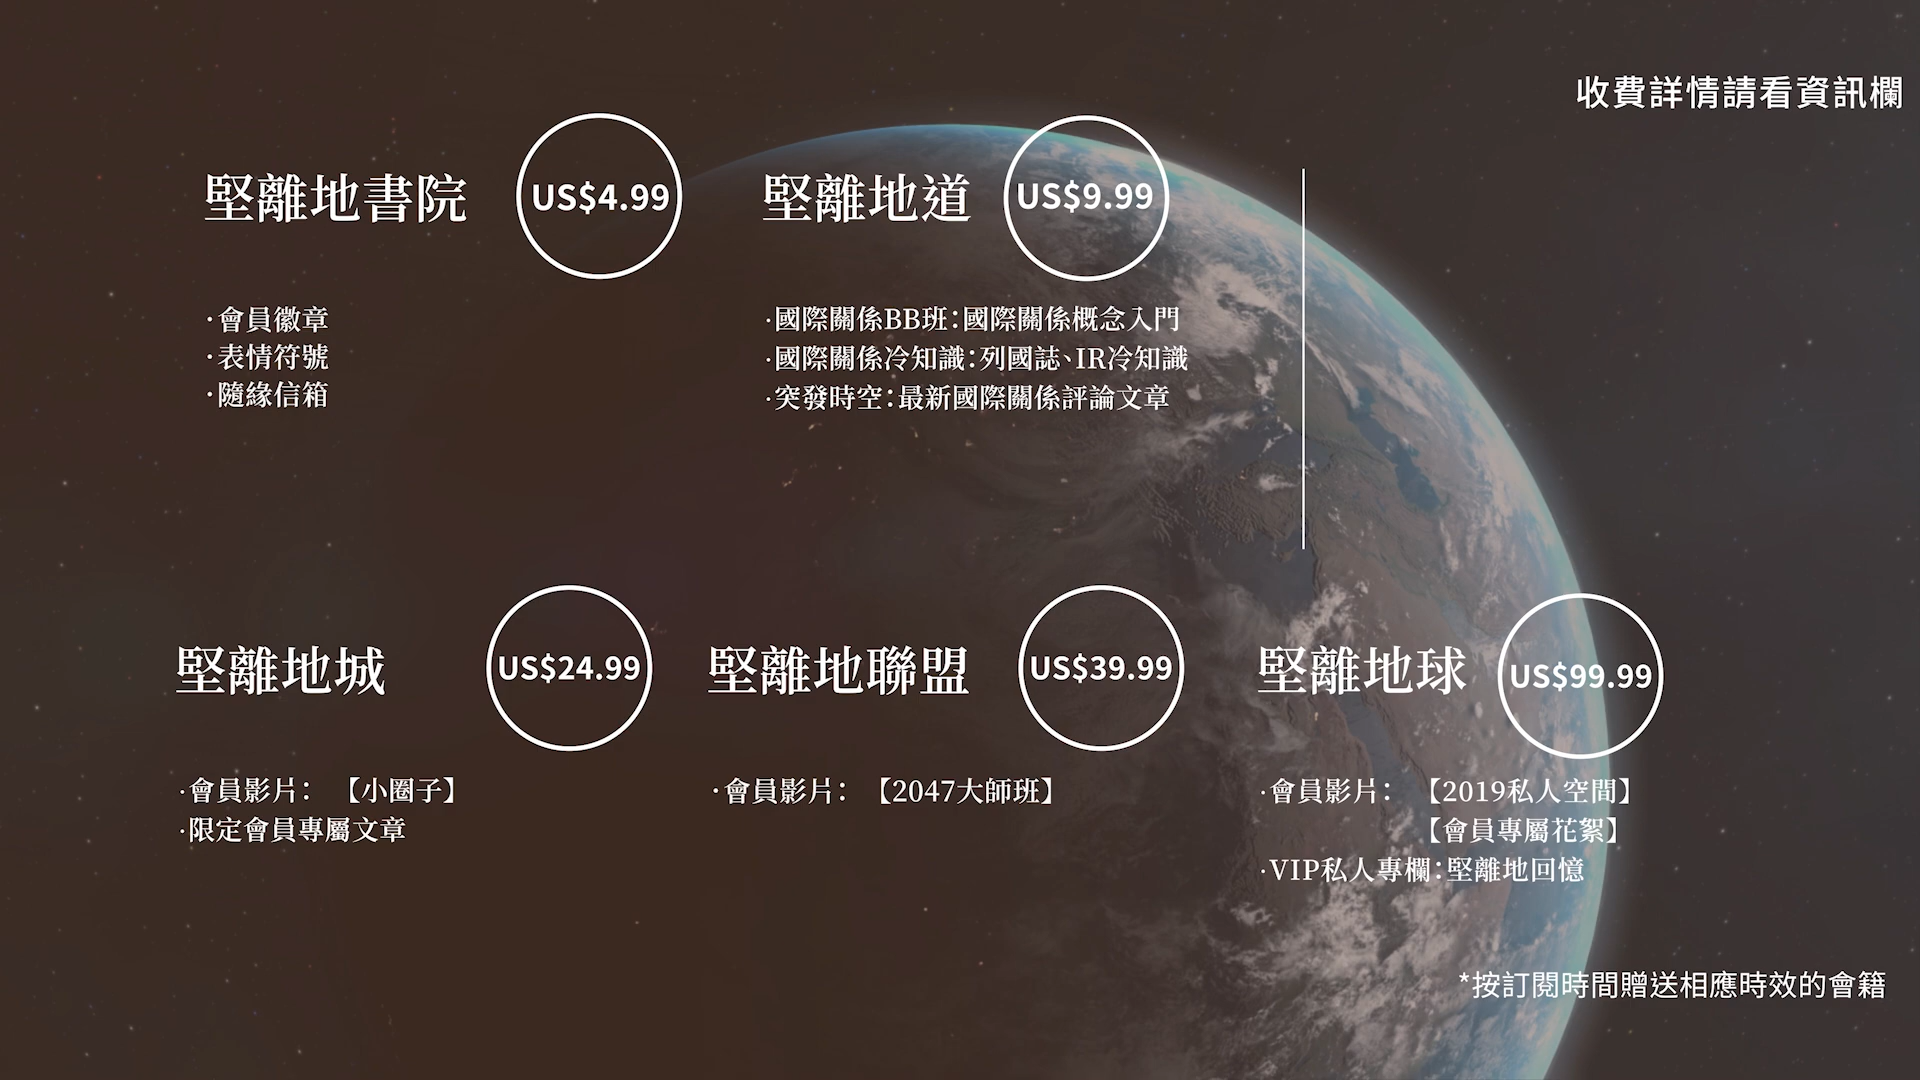 收費詳情請看資訊欄
堅離地書院
US$4.99
·會員徽章
·表情符號
·隨緣信箱
堅離地道
US$9.99
·國際關係BB班：國際關係概念入門
·國際關係冷知識：列國誌、IR冷知識
·突發時空：最新國際關係評論文章
堅離地城
US$24.99
·會員影片：【小圈子】
·限定會員專屬文章
堅離地聯盟
US$39.99
·會員影片：【2047大師班】
堅離地球
US$99.99
·會員影片：【2019私人空間】
【會員專屬花絮】
·VIP私人專欄：堅離地回憶
*按訂閱時間贈送相應時效的會籍